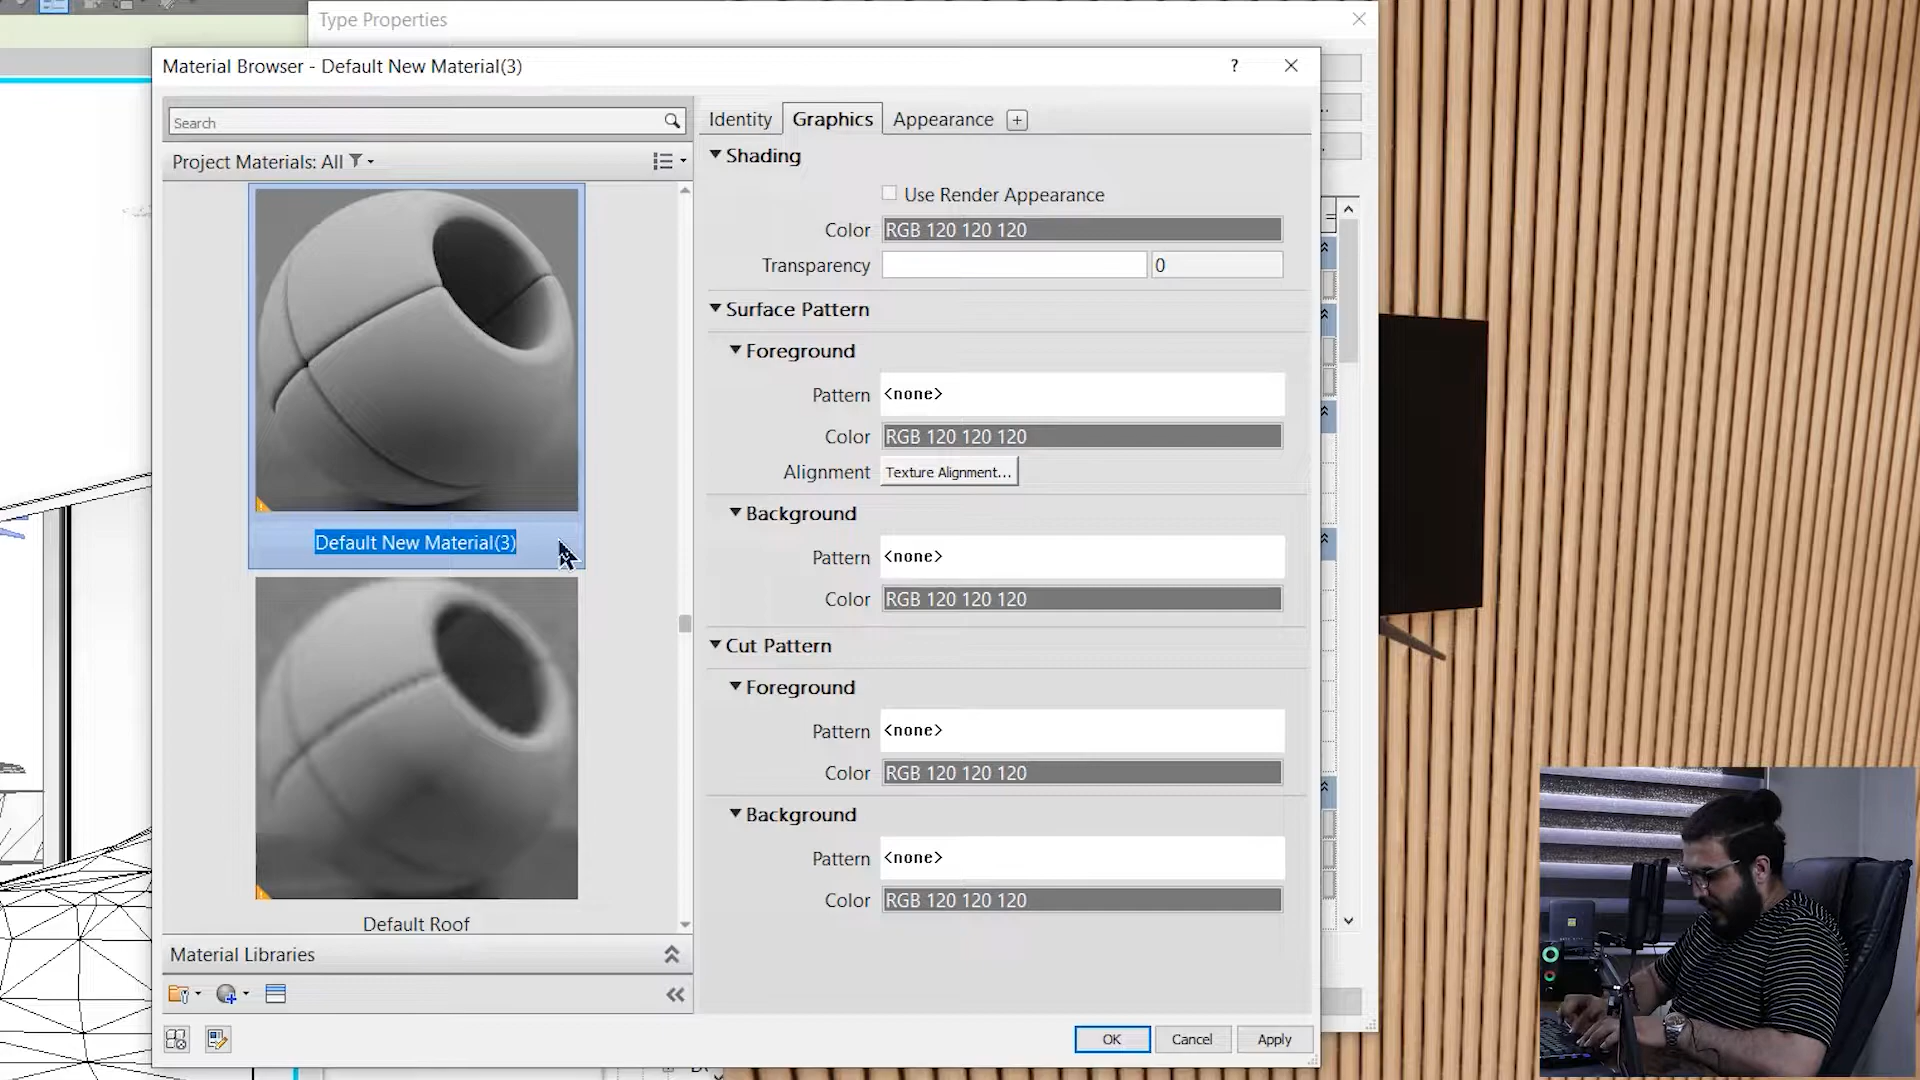 Type Properties
Material Browser - Default New Material(3)
?
Search
Project Materials: All
Default New Material(3)
Default Roof
Material Libraries
Identity
Graphics
Appearance
Shading
Use Render Appearance
Color RGB 120 120 120
Transparency 0
Surface Pattern
Foreground
Pattern <none>
Color RGB 120 120 120
Alignment Texture Alignment...
Background
Pattern <none>
Color RGB 120 120 120
Cut Pattern
Foreground
Pattern <none>
Color RGB 120 120 120
Background
Pattern <none>
Color RGB 120 120 120
OK Cancel Apply